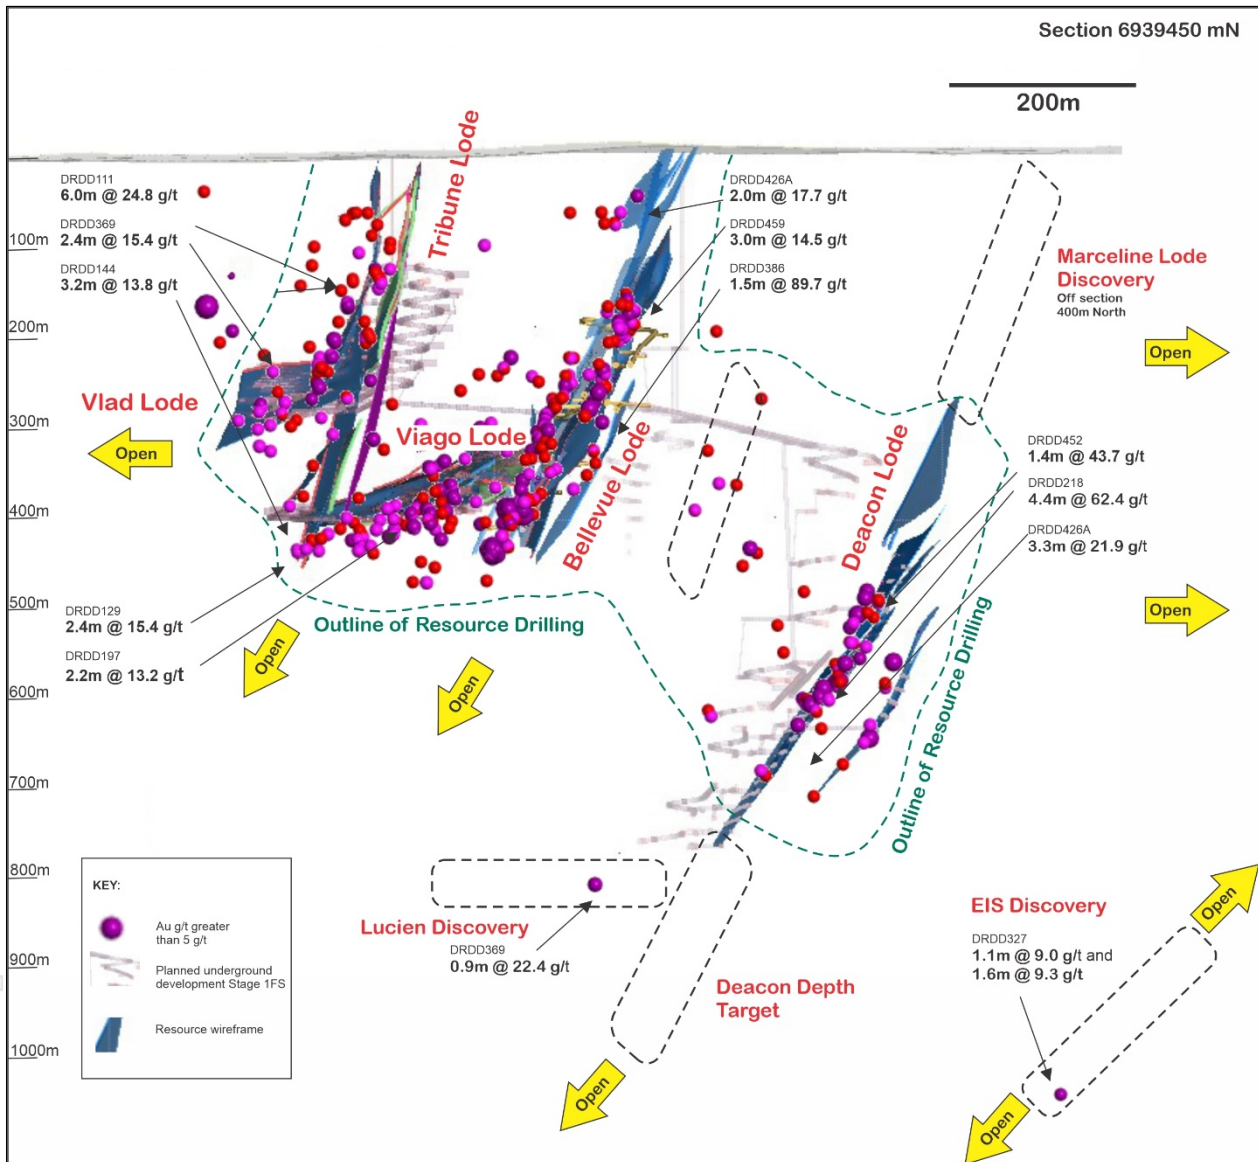 Section 6939450 mN
200m
DRDD111
6.0m @ 24.8 g/t
DRDD369
2.4m @ 15.4 g/t
DRDD144
3.2m @ 13.8 g/t
Tribune Lode
DRDD426A
2.0m @ 17.7 g/t
DRDD459
3.0m @ 14.5 g/t
DRDD386
1.5m @ 89.7 g/t
Marceline Lode
Discovery
Off section
400m North
Open
100m
200m
300m
400m
500m
600m
700m
800m
900m
1000m
Vlad Lode
Open
Viago Lode
Bellevue Lode
Deacon Lode
DRDD452
1.4m @ 43.7 g/t
DRDD218
4.4m @ 62.4 g/t
DRDD426A
3.3m @ 21.9 g/t
Open
DRDD129
2.4m @ 15.4 g/t
DRDD197
2.2m @ 13.2 g/t
Outline of Resource Drilling
Open
Open
Outline of Resource Drilling
KEY:
Au g/t greater
than 5 g/t
Planned underground
development Stage 1FS
Resource wireframe
Lucien Discovery
DRDD369
0.9m @ 22.4 g/t
Deacon Depth
Target
Open
EIS Discovery
DRDD327
1.1m @ 9.0 g/t and
1.6m @ 9.3 g/t
Open
Open